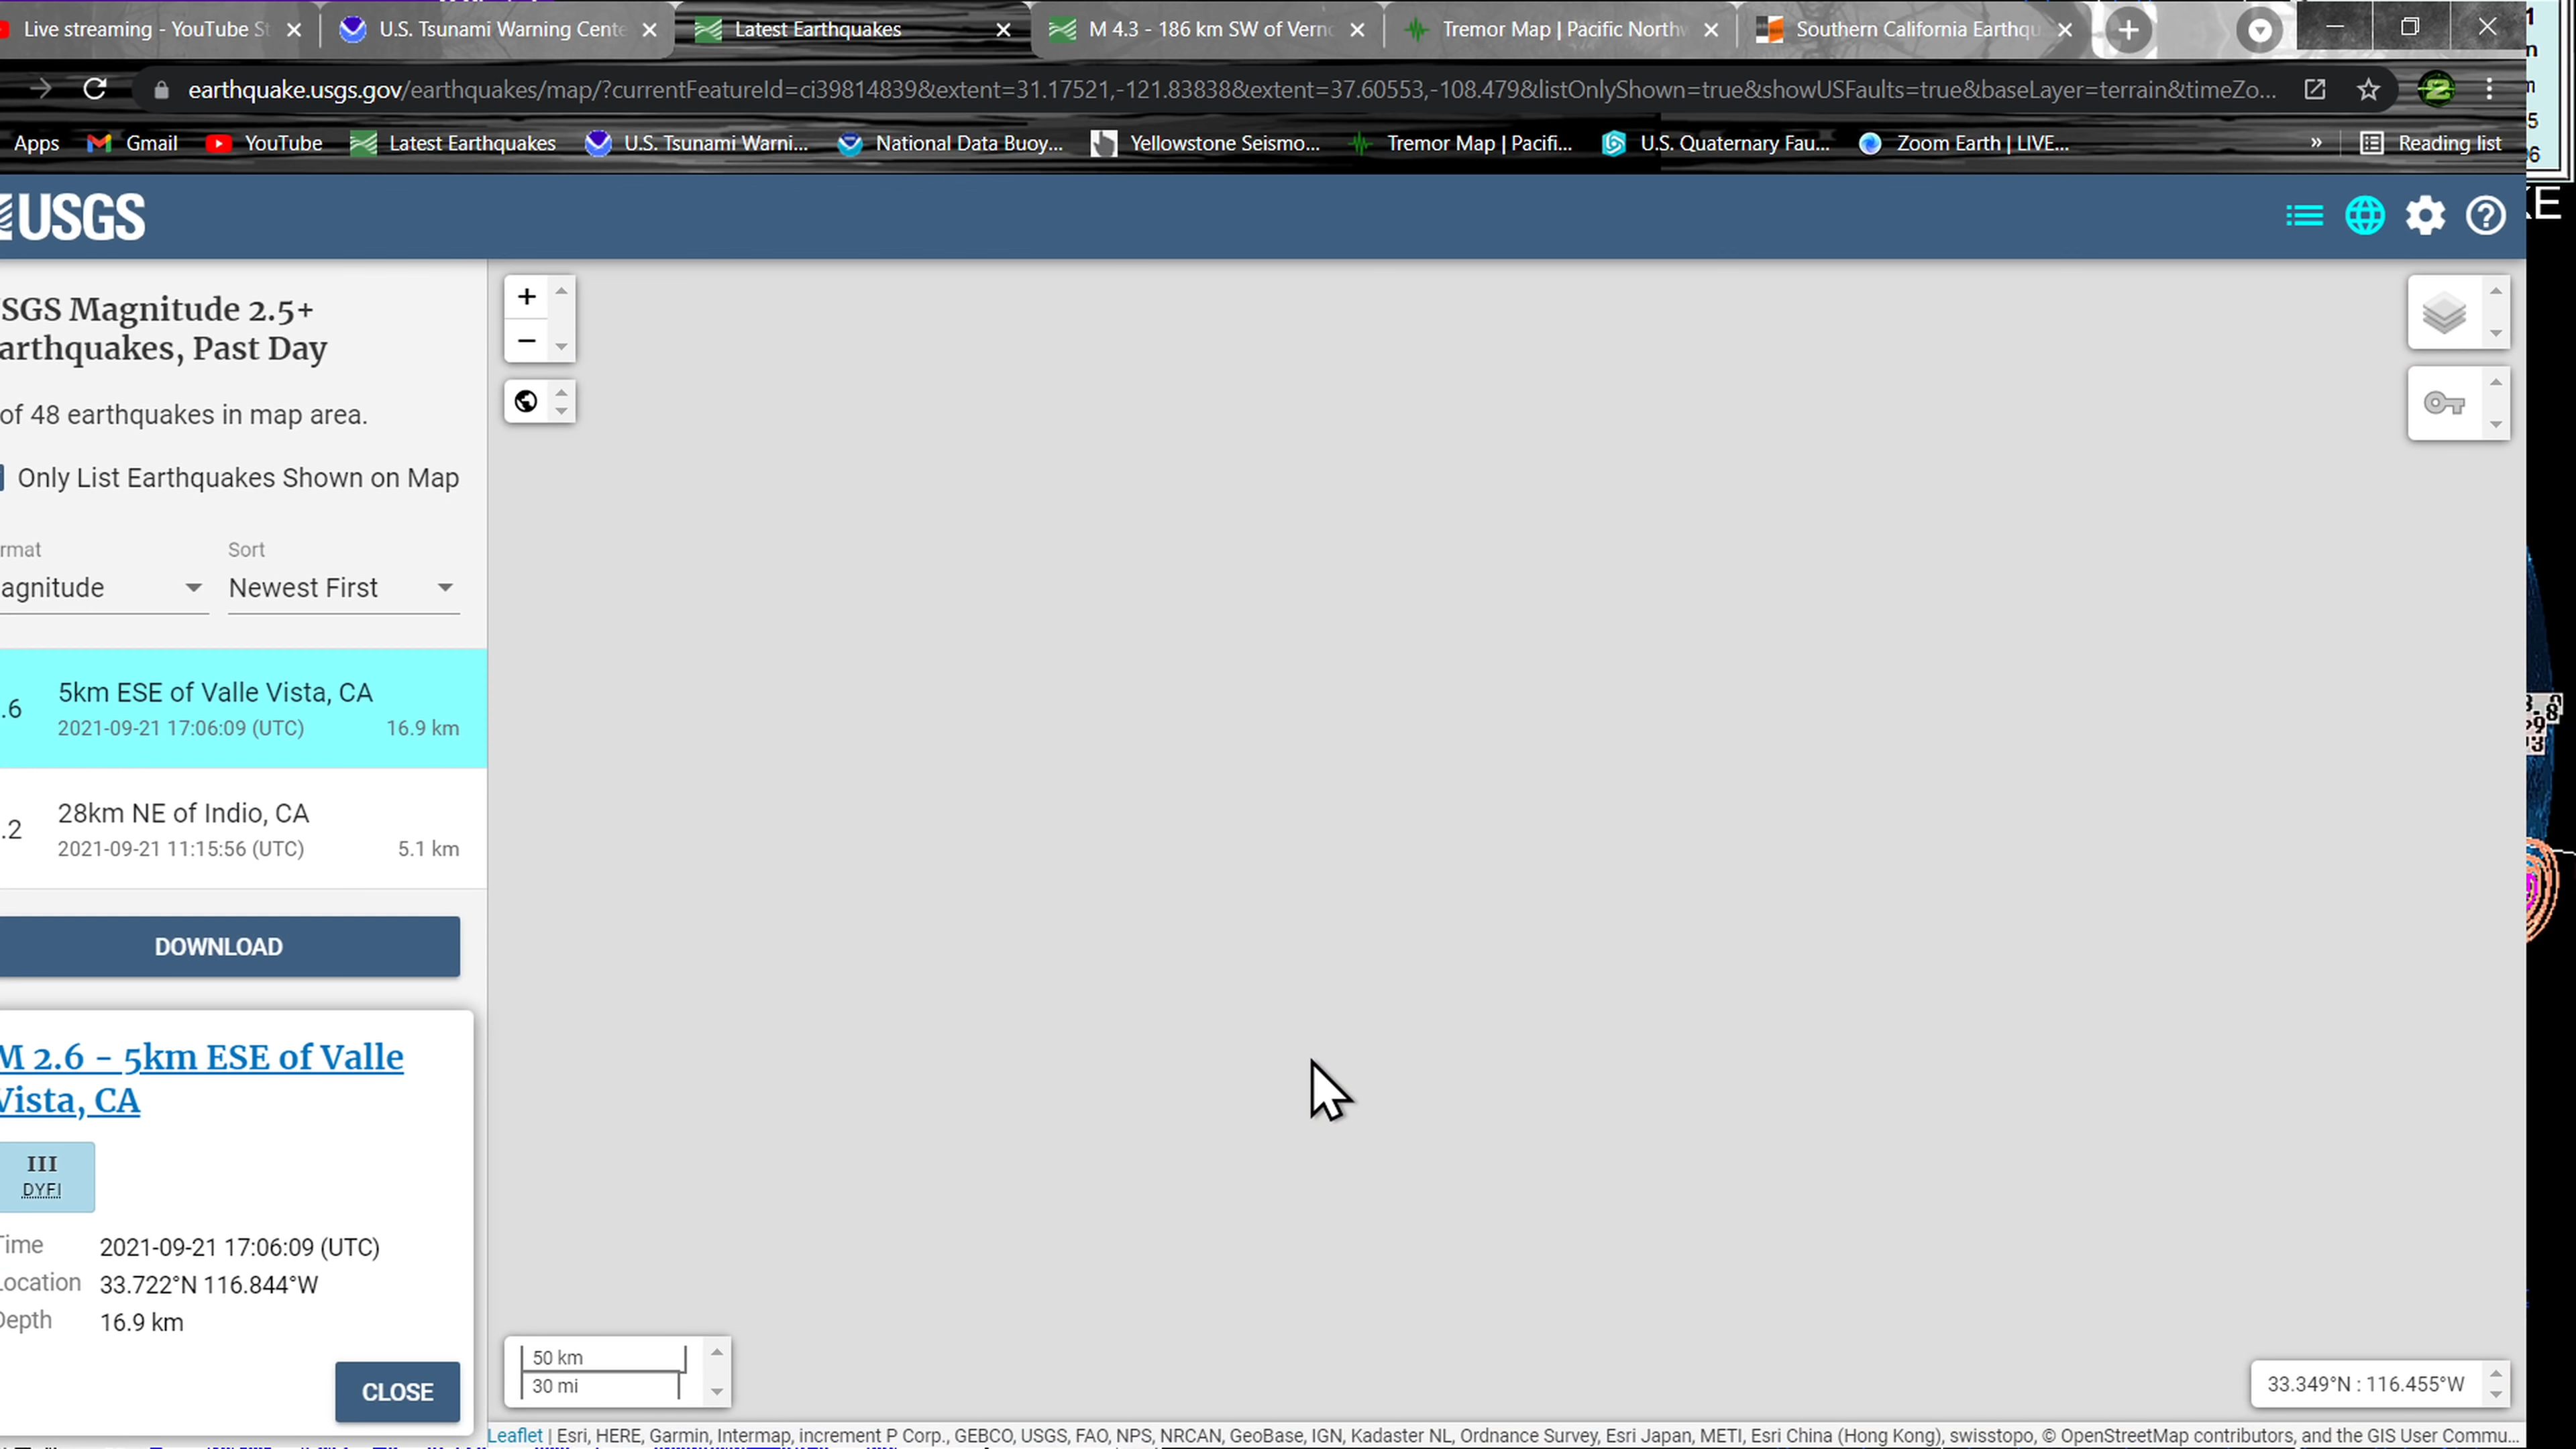 Live streaming - YouTube St
U.S. Tsunami Warning Cente
Latest Earthquakes
M 4.3 - 186 km SW of Verno
Tremor Map | Pacific Northw
Southern California Earthqu
earthquake.usgs.gov/earthquakes/map/?currentFeatureId=ci39814839&extent=31.17521,-121.83838&extent=37.60553,-108.479&listOnlyShown=true&showUSFaults=true&baseLayer=terrain&timeZo...
Apps
Gmail
YouTube
Latest Earthquakes
U.S. Tsunami Warni...
National Data Buoy...
Yellowstone Seismo...
Tremor Map | Pacifi...
U.S. Quaternary Fau...
Zoom Earth | LIVE...
»
Reading list
USGS
SGS Magnitude 2.5+
arthquakes, Past Day
of 48 earthquakes in map area.
Only List Earthquakes Shown on Map
rmat
Sort
agnitude
Newest First
.6
5km ESE of Valle Vista, CA
2021-09-21 17:06:09 (UTC)
16.9 km
.2
28km NE of Indio, CA
2021-09-21 11:15:56 (UTC)
5.1 km
DOWNLOAD
M 2.6 - 5km ESE of Valle
Vista, CA
III
DYFI
Time
2021-09-21 17:06:09 (UTC)
Location
33.722°N 116.844°W
Depth
16.9 km
CLOSE
+
−
50 km
30 mi
33.349°N : 116.455°W
Leaflet | Esri, HERE, Garmin, Intermap, increment P Corp., GEBCO, USGS, FAO, NPS, NRCAN, GeoBase, IGN, Kadaster NL, Ordnance Survey, Esri Japan, METI, Esri China (Hong Kong), swisstopo, © OpenStreetMap contributors, and the GIS User Commu...